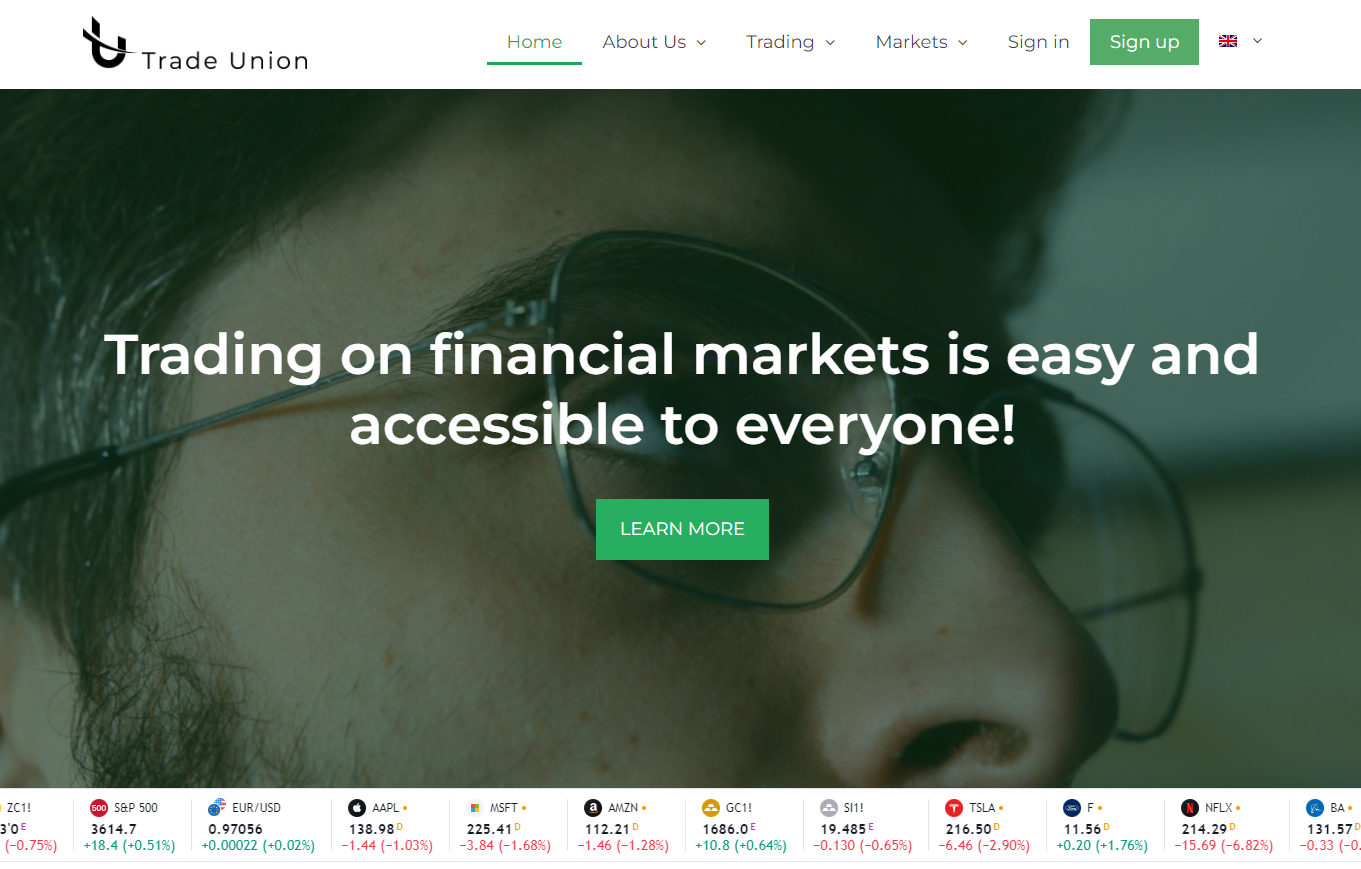 Trade Union
Home About Us Trading Markets Sign in Sign up
Trading on financial markets is easy and
accessible to everyone!
LEARN MORE
ZC1! 500 S&P 500 EUR/USD AAPL MSFT a AMZN GC1! SI1! TSLA F N NFLX BA
3'0 E 3614.7 0.97056 138.98 D 225.41 D 112.21 D 1686.0 E 19.485 E 216.50 D 11.56 D 214.29 D 131.57 D
(−0.75%) +18.4 (+0.51%) +0.00022 (+0.02%) −1.44 (−1.03%) −3.84 (−1.68%) −1.46 (−1.28%) +10.8 (+0.64%) −0.130 (−0.65%) −6.46 (−2.90%) +0.20 (+1.76%) −15.69 (−6.82%) −0.33 (−0.